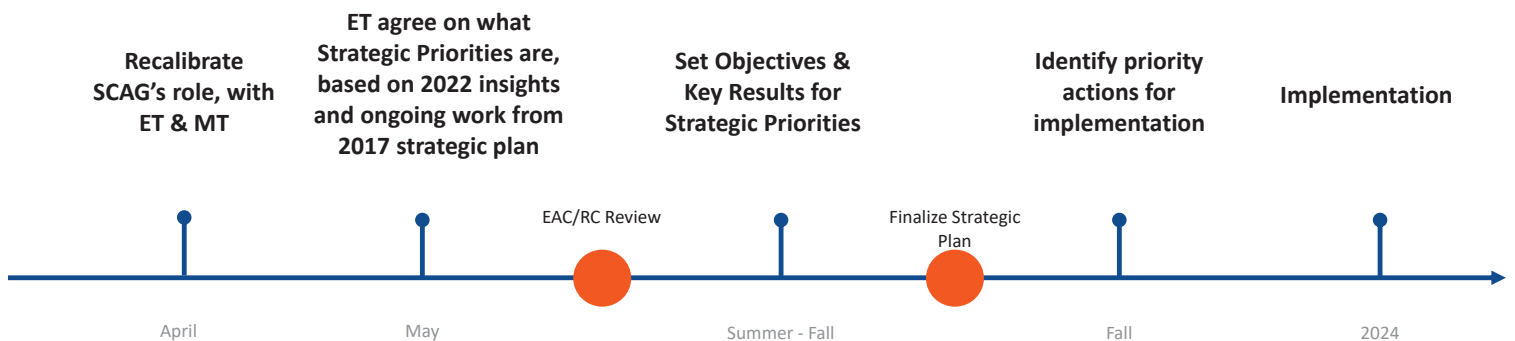 Recalibrate
SCAG's role, with
ET & MT
ET agree on what
Strategic Priorities are,
based on 2022 insights
and ongoing work from
2017 strategic plan
Set Objectives &
Key Results for
Strategic Priorities
Identify priority
actions for
implementation
Implementation
EAC/RC Review
Finalize Strategic
Plan
April
May
Summer - Fall
Fall
2024